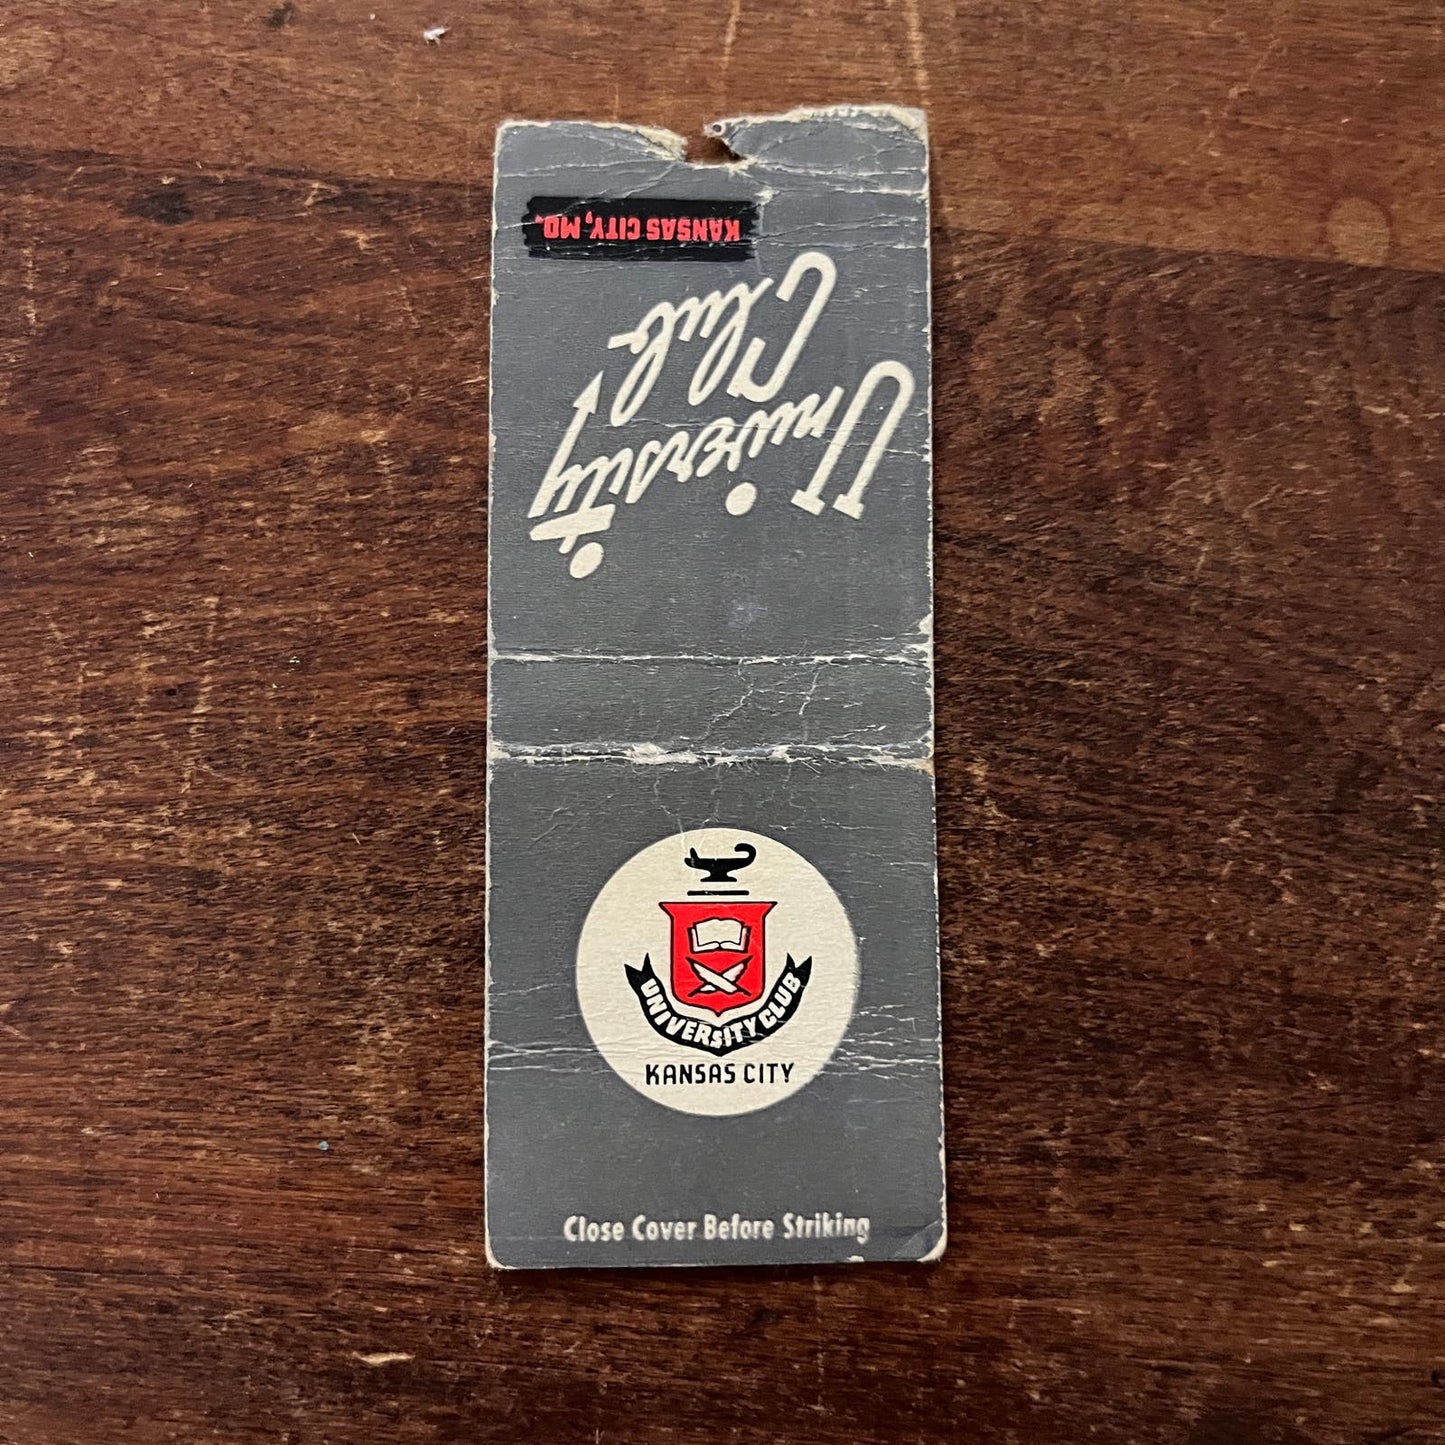 KANSAS CITY, MO.
University
Club
UNIVERSITY CLUB
KANSAS CITY
Close Cover Before Striking